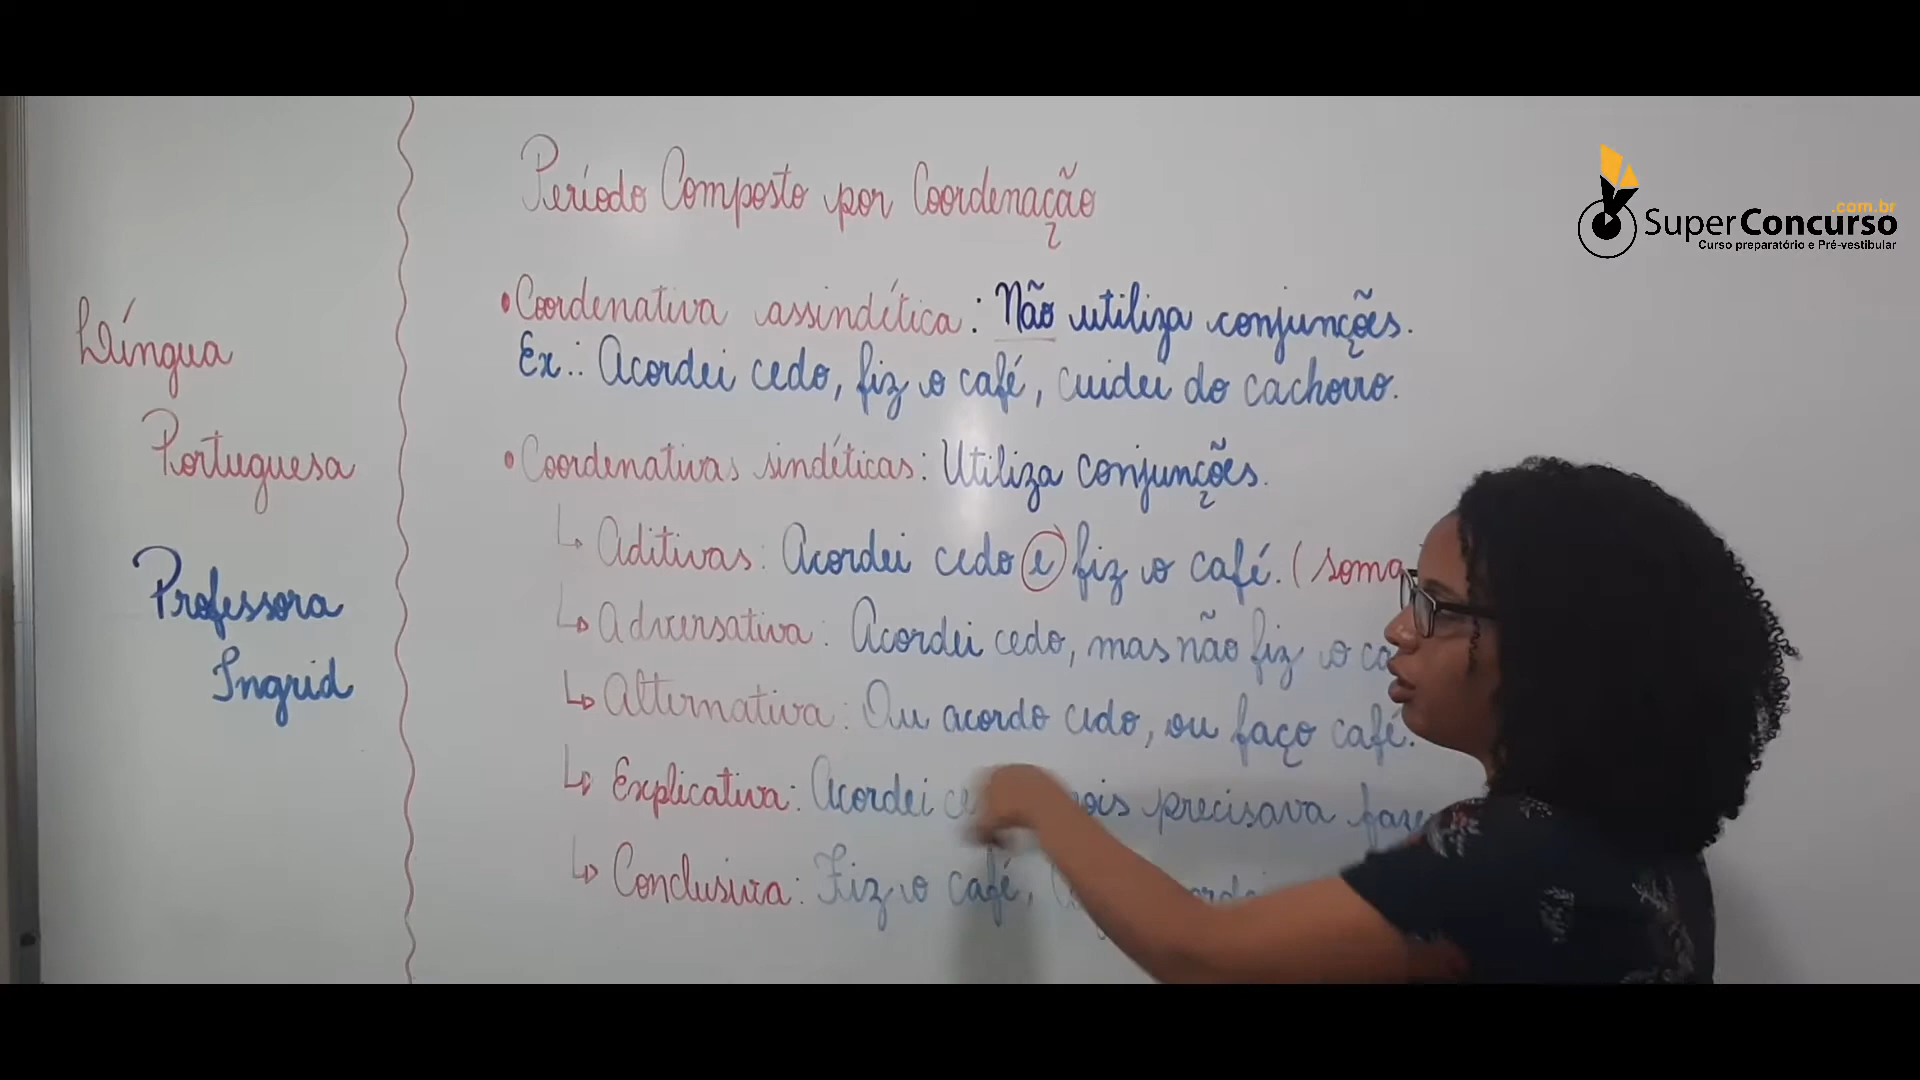 Língua
Portuguesa
Professora
Ingrid
Período Composto por Coordenação
•Coordenativa assindética: Não utiliza conjunções.
Ex.: Acordei cedo, fiz o café, cuidei do cachorro.
•Coordenativas sindéticas: Utiliza conjunções.
↳ Aditivas: Acordei cedo e fiz o café. (soma
↳ Adversativa: Acordei cedo, mas não fiz o
↳ Alternativa: Ou acordo cedo, ou faço café.
↳ Explicativa: Acordei precisava
↳ Conclusiva: Fiz o café,
.com.br
SuperConcurso
Curso preparatório e Pré-vestibular